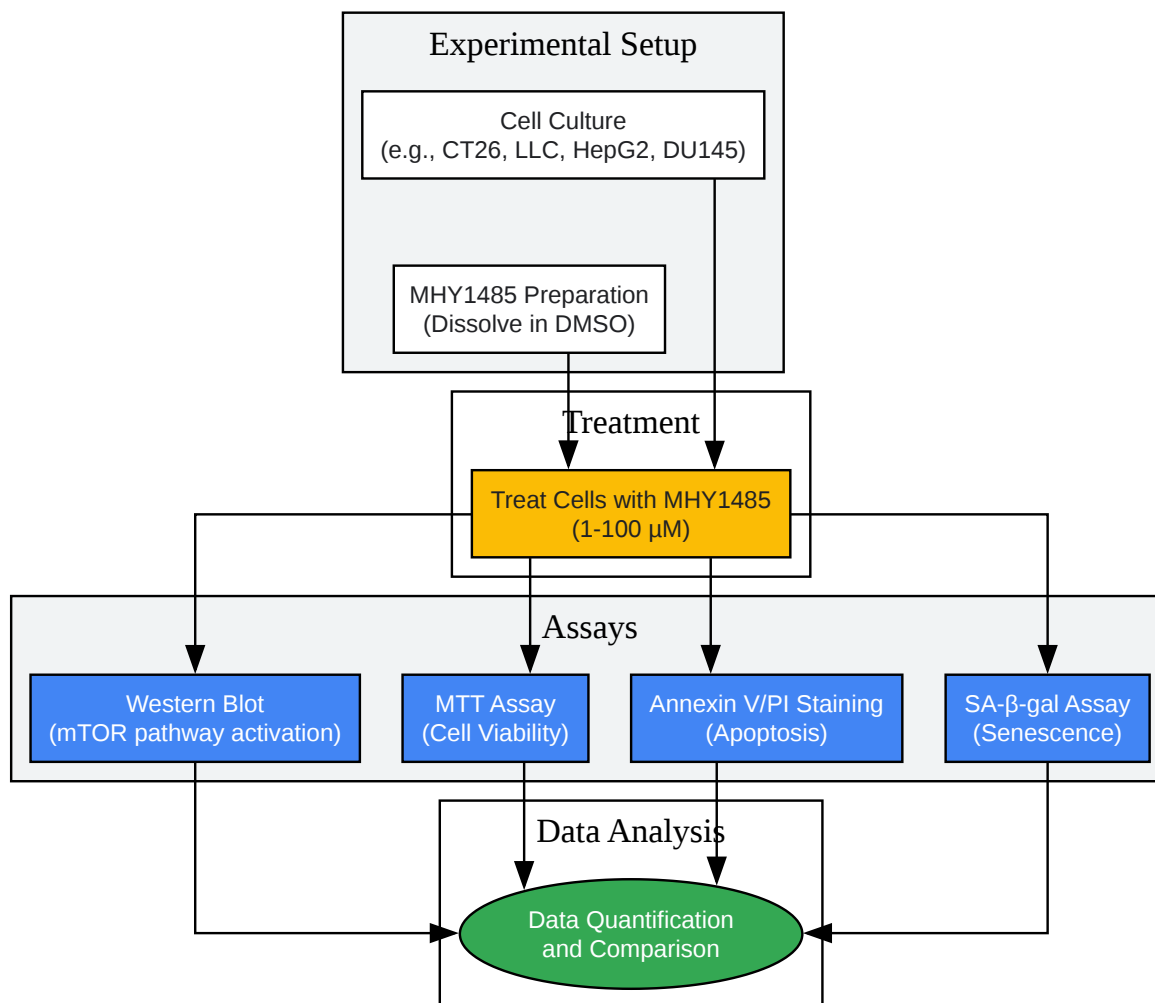 Experimental Setup
Cell Culture
(e.g., CT26, LLC, HepG2, DU145)
MHY1485 Preparation
(Dissolve in DMSO)
Treatment
Treat Cells with MHY1485
(1-100 µM)
Assays
Western Blot
(mTOR pathway activation)
MTT Assay
(Cell Viability)
Annexin V/PI Staining
(Apoptosis)
SA-β-gal Assay
(Senescence)
Data Analysis
Data Quantification
and Comparison